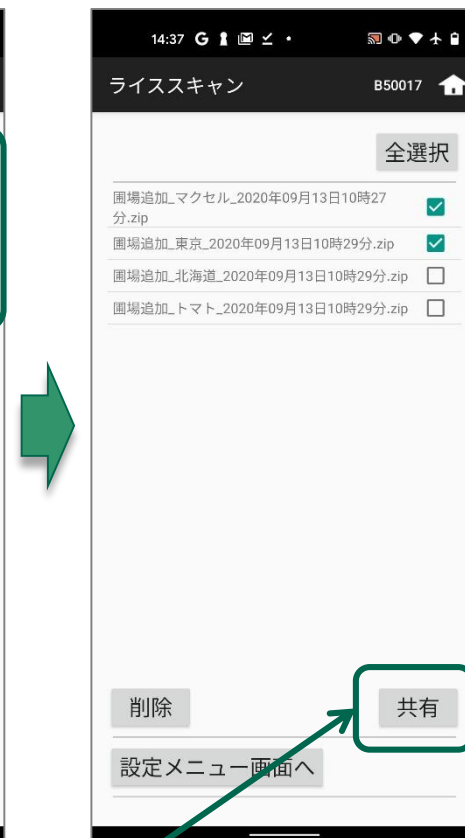 14:37
ライススキャン B50017
全選択
圃場追加_マクセル_2020年09月13日10時27
分.zip
圃場追加_東京_2020年09月13日10時29分.zip
圃場追加_北海道_2020年09月13日10時29分.zip
圃場追加_トマト_2020年09月13日10時29分.zip
削除 共有
設定メニュー画面へ